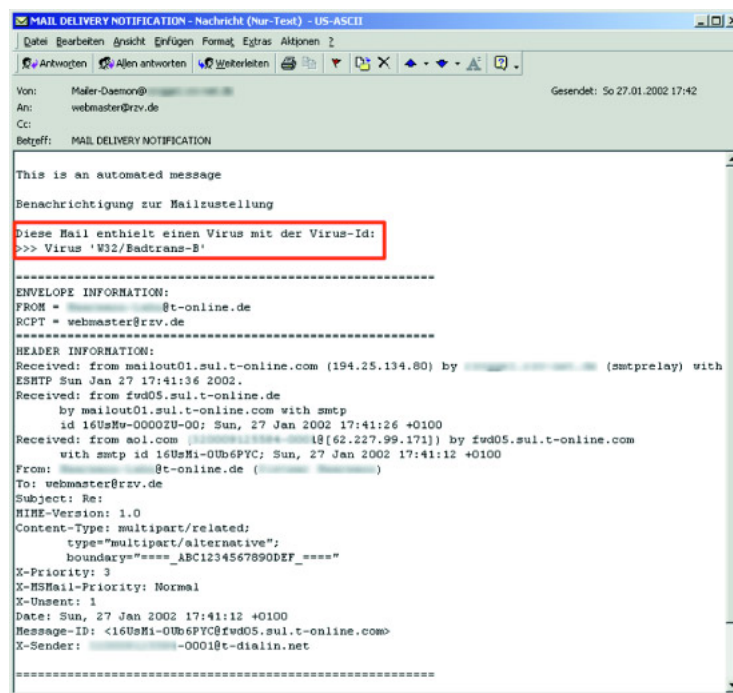 MAIL DELIVERY NOTIFICATION - Nachricht (Nur-Text) - US-ASCII
Datei Bearbeiten Ansicht Einfügen Format Extras Aktionen ?
Antworten Allen antworten Weiterleiten
Von: Mailer-Daemon@ Gesendet: So 27.01.2002 17:42
An: webmaster@rzv.de
Cc:
Betreff: MAIL DELIVERY NOTIFICATION
This is an automated message
Benachrichtigung zur Mailzustellung
Diese Mail enthielt einen Virus mit der Virus-Id:
>>> Virus 'W32/Badtrans-B'
=======================================================
ENVELOPE INFORMATION:
FROM = @t-online.de
RCPT = webmaster@rzv.de
=======================================================
HEADER INFORMATION:
Received: from mailout01.sul.t-online.com (194.25.134.80) by (smtprelay) with
ESMTP Sun Jan 27 17:41:36 2002.
Received: from fwd05.sul.t-online.de
by mailout01.sul.t-online.com with smtp
id 16UsMw-0000ZU-00; Sun, 27 Jan 2002 17:41:26 +0100
Received: from aol.com @[62.227.99.171]) by fwd05.sul.t-online.com
with smtp id 16UsMi-0Ub6PYC; Sun, 27 Jan 2002 17:41:12 +0100
From: @t-online.de ( )
To: webmaster@rzv.de
Subject: Re:
MIME-Version: 1.0
Content-Type: multipart/related;
type="multipart/alternative";
boundary="====_ABC1234567890DEF_===="
X-Priority: 3
X-MSMail-Priority: Normal
X-Unsent: 1
Date: Sun, 27 Jan 2002 17:41:12 +0100
Message-ID: <16UsMi-0Ub6PYC@fwd05.sul.t-online.com>
X-Sender: -0001@t-dialin.net
=======================================================